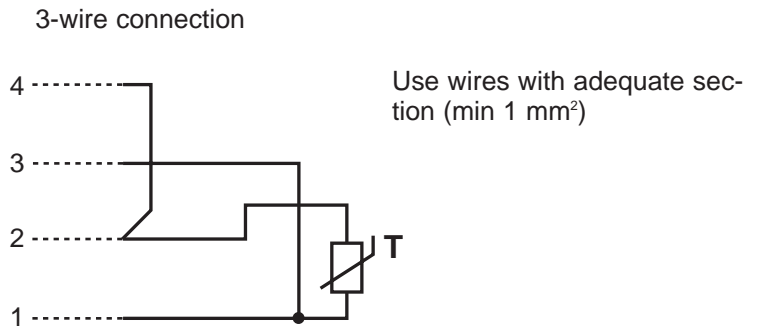 3-wire connection
4
Use wires with adequate sec-
tion (min 1 mm²)
3
2
T
1